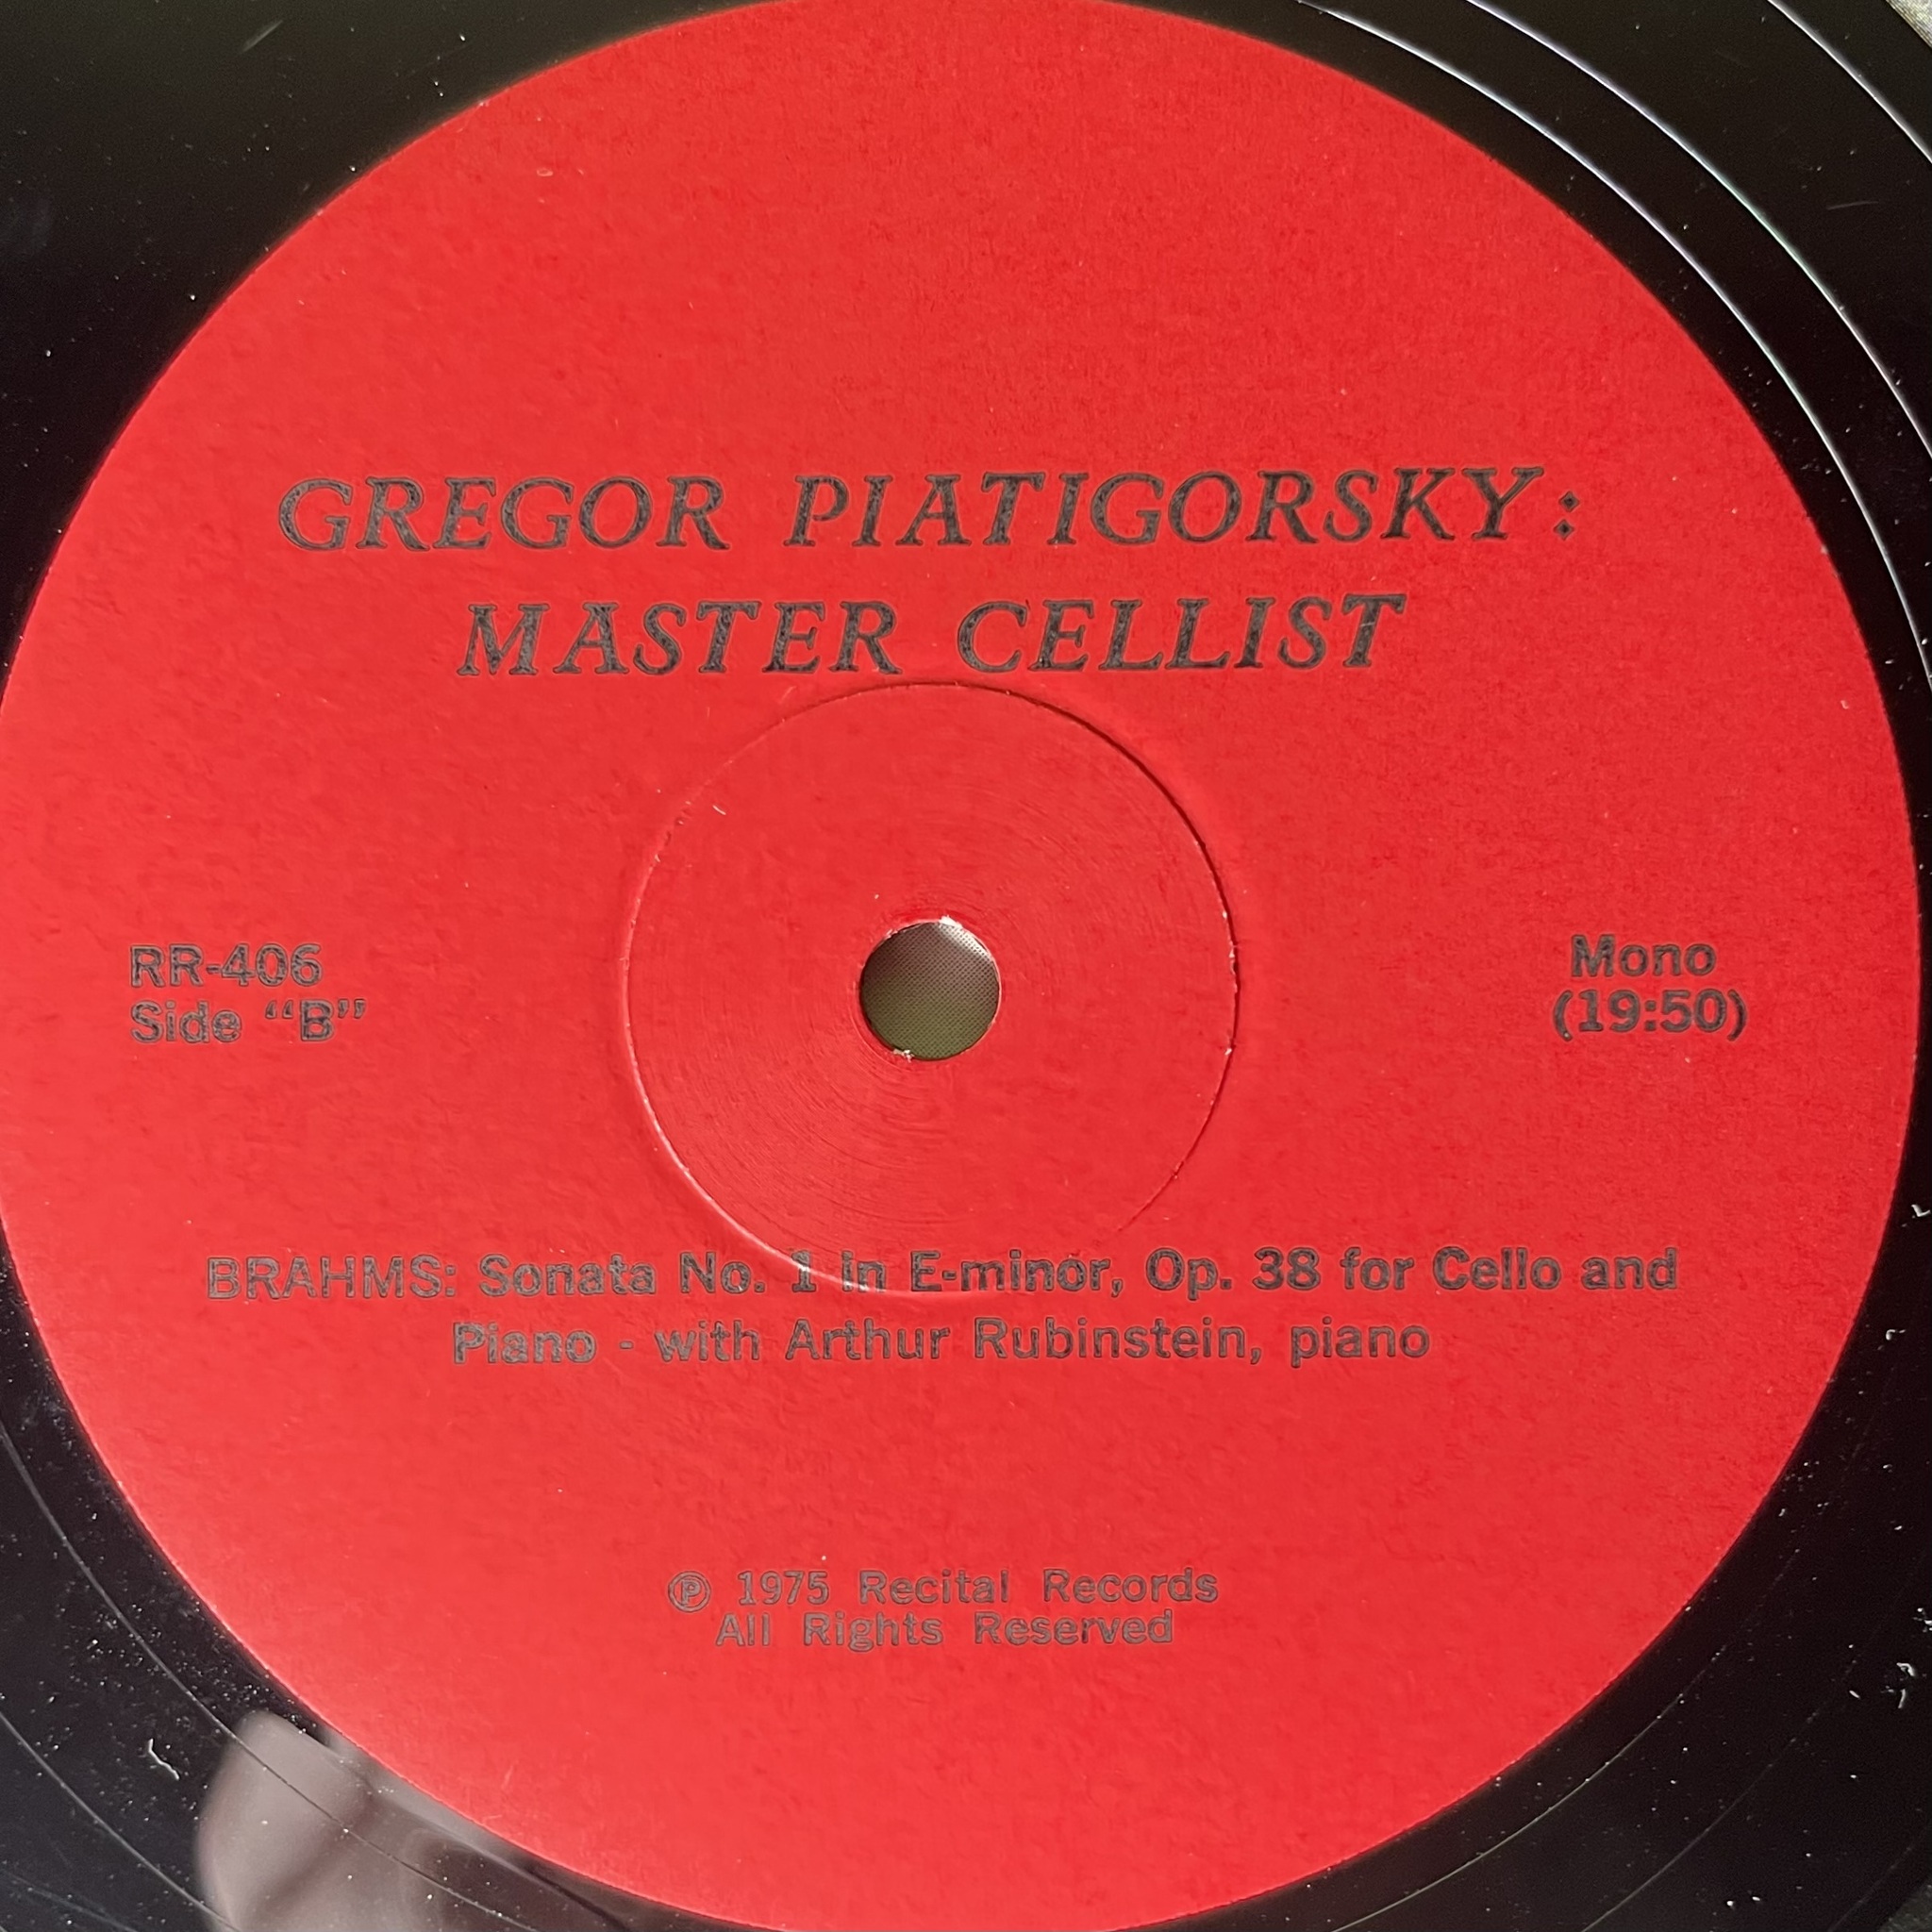 GREGOR PIATIGORSKY:
MASTER CELLIST
RR-406
Side “B”
Mono
(19:50)
BRAHMS: Sonata No. 1 in E-minor, Op. 38 for Cello and
Piano - with Arthur Rubinstein, piano
℗ 1975 Recital Records
All Rights Reserved